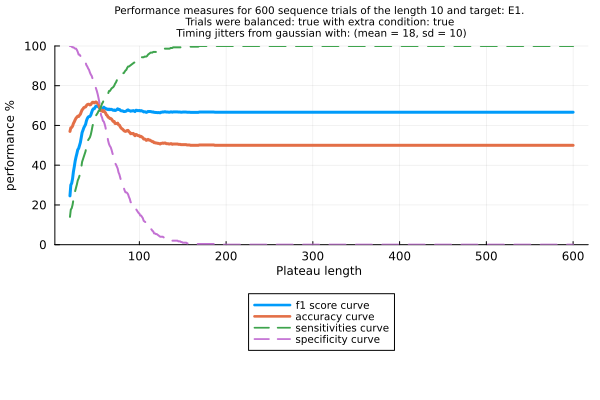 Performance measures for 600 sequence trials of the length 10 and target: E1.
Trials were balanced: true with extra condition: true
Timing jitters from gaussian with: (mean = 18, sd = 10)
100
80
60
40
20
0
performance %
100
200
300
400
500
600
Plateau length
f1 score curve
accuracy curve
sensitivities curve
specificity curve